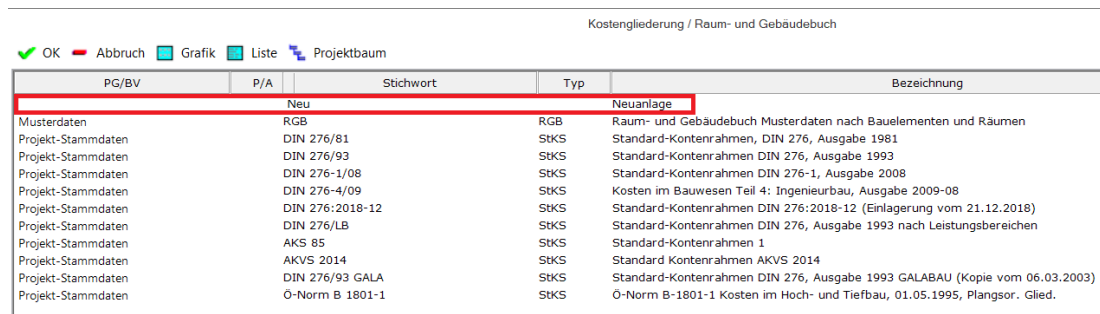 Kostengliederung / Raum- und Gebäudebuch
OK Abbruch Grafik Liste Projektbaum
PG/BV P/A Stichwort Typ Bezeichnung
Neu Neuanlage
Musterdaten RGB RGB Raum- und Gebäudebuch Musterdaten nach Bauelementen und Räumen
Projekt-Stammdaten DIN 276/81 StKS Standard-Kontenrahmen, DIN 276, Ausgabe 1981
Projekt-Stammdaten DIN 276/93 StKS Standard-Kontenrahmen DIN 276, Ausgabe 1993
Projekt-Stammdaten DIN 276-1/08 StKS Standard-Kontenrahmen DIN 276-1, Ausgabe 2008
Projekt-Stammdaten DIN 276-4/09 StKS Kosten im Bauwesen Teil 4: Ingenieurbau, Ausgabe 2009-08
Projekt-Stammdaten DIN 276:2018-12 StKS Standard-Kontenrahmen DIN 276:2018-12 (Einlagerung vom 21.12.2018)
Projekt-Stammdaten DIN 276/LB StKS Standard-Kontenrahmen DIN 276, Ausgabe 1993 nach Leistungsbereichen
Projekt-Stammdaten AKS 85 StKS Standard-Kontenrahmen 1
Projekt-Stammdaten AKVS 2014 StKS Standard Kontenrahmen AKVS 2014
Projekt-Stammdaten DIN 276/93 GALA StKS Standard-Kontenrahmen DIN 276, Ausgabe 1993 GALABAU (Kopie vom 06.03.2003)
Projekt-Stammdaten Ö-Norm B 1801-1 StKS Ö-Norm B-1801-1 Kosten im Hoch- und Tiefbau, 01.05.1995, Plangsor. Glied.